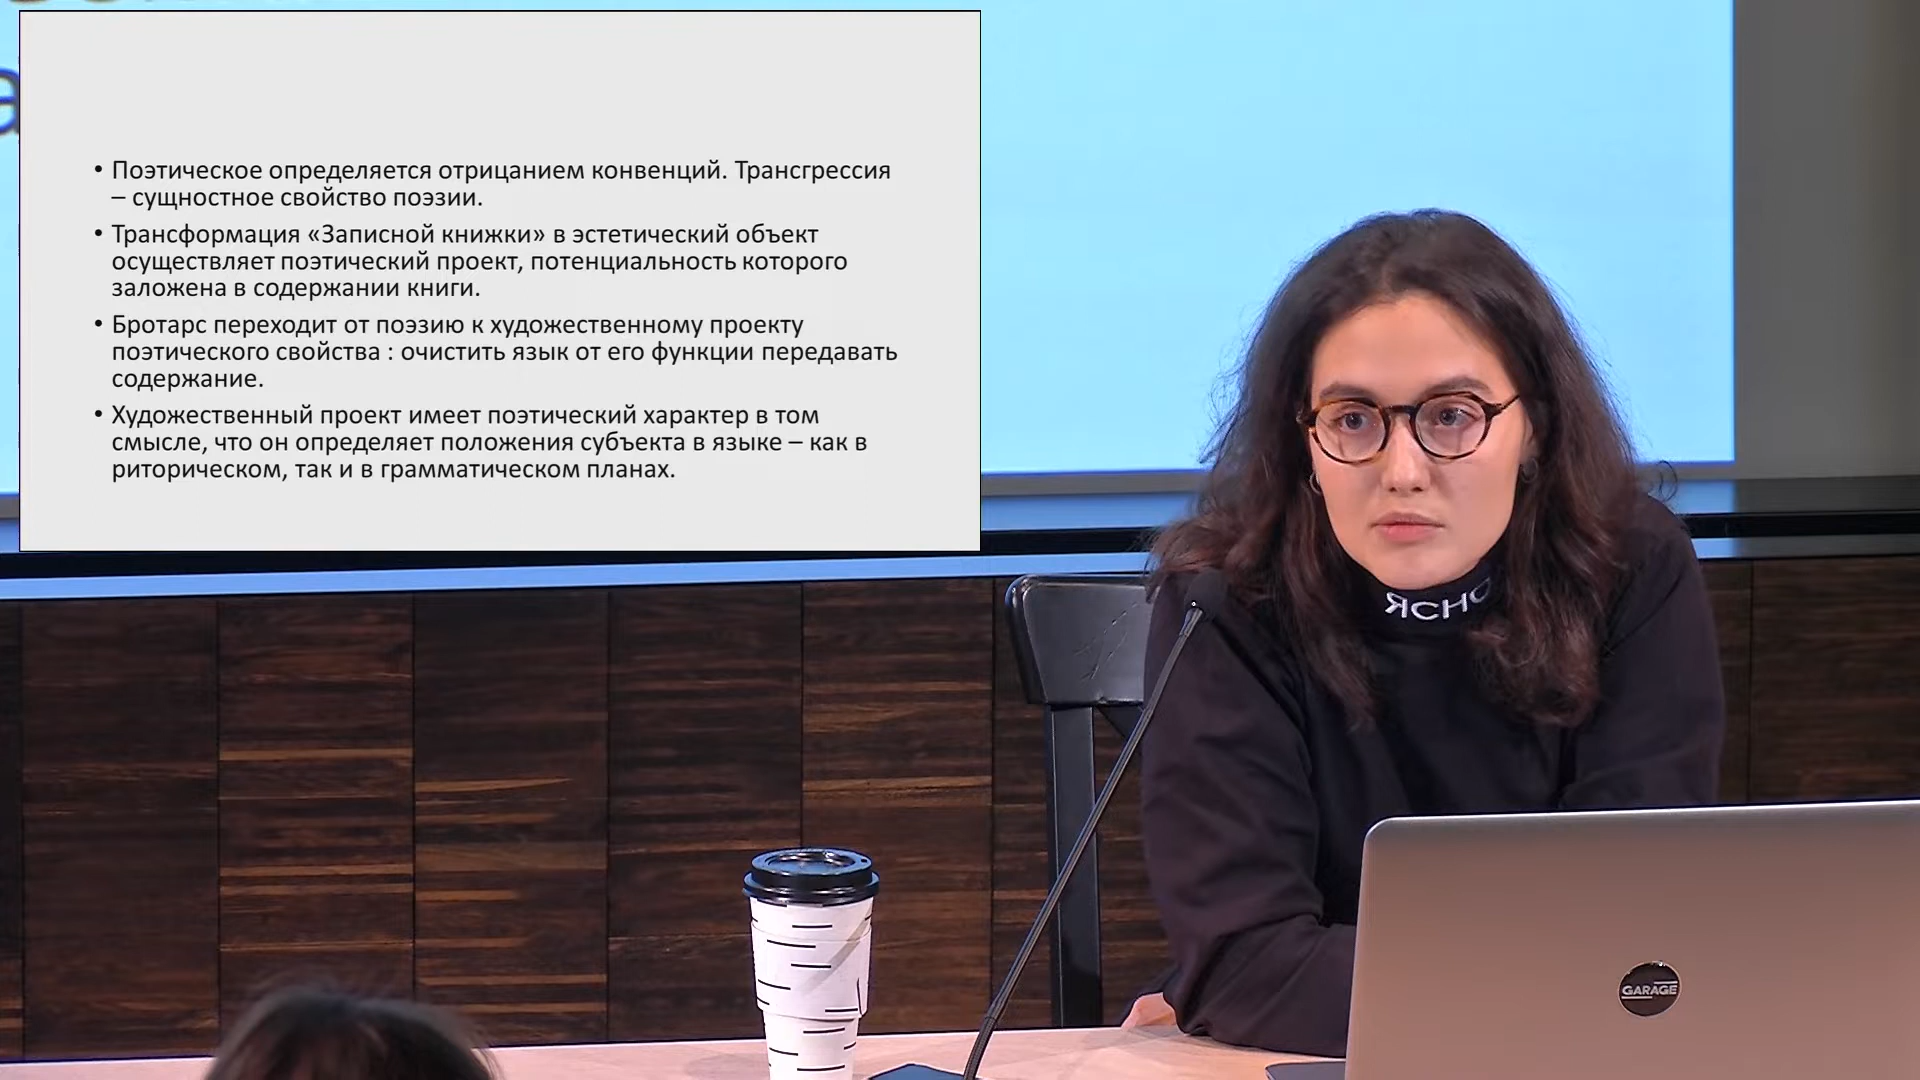 • Поэтическое определяется отрицанием конвенций. Трансгрессия
– сущностное свойство поэзии.
• Трансформация «Записной книжки» в эстетический объект
осуществляет поэтический проект, потенциальность которого
заложена в содержании книги.
• Бротарс переходит от поэзию к художественному проекту
поэтического свойства : очистить язык от его функции передавать
содержание.
• Художественный проект имеет поэтический характер в том
смысле, что он определяет положения субъекта в языке – как в
риторическом, так и в грамматическом планах.
ЯСНО
GARAGE